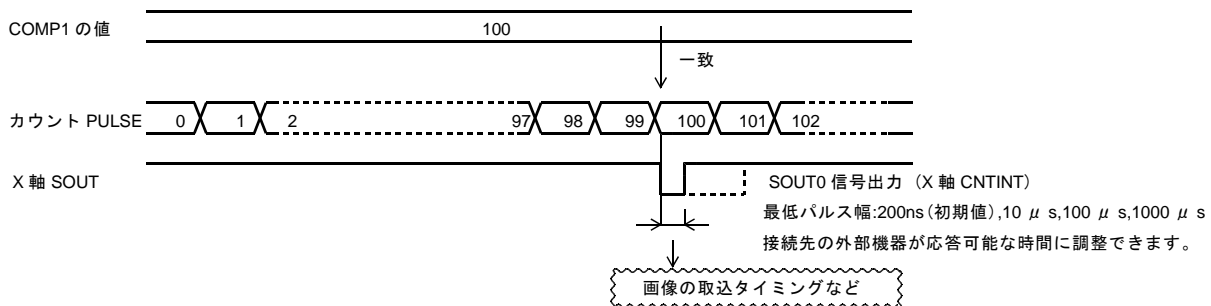 COMP1 の値
100
一致
カウント PULSE 0 1 2 97 98 99 100 101 102
X 軸 SOUT
SOUT0 信号出力 (X 軸 CNTINT)
最低パルス幅:200ns(初期値),10 μ s,100 μ s,1000 μ s
接続先の外部機器が応答可能な時間に調整できます。
画像の取込タイミングなど